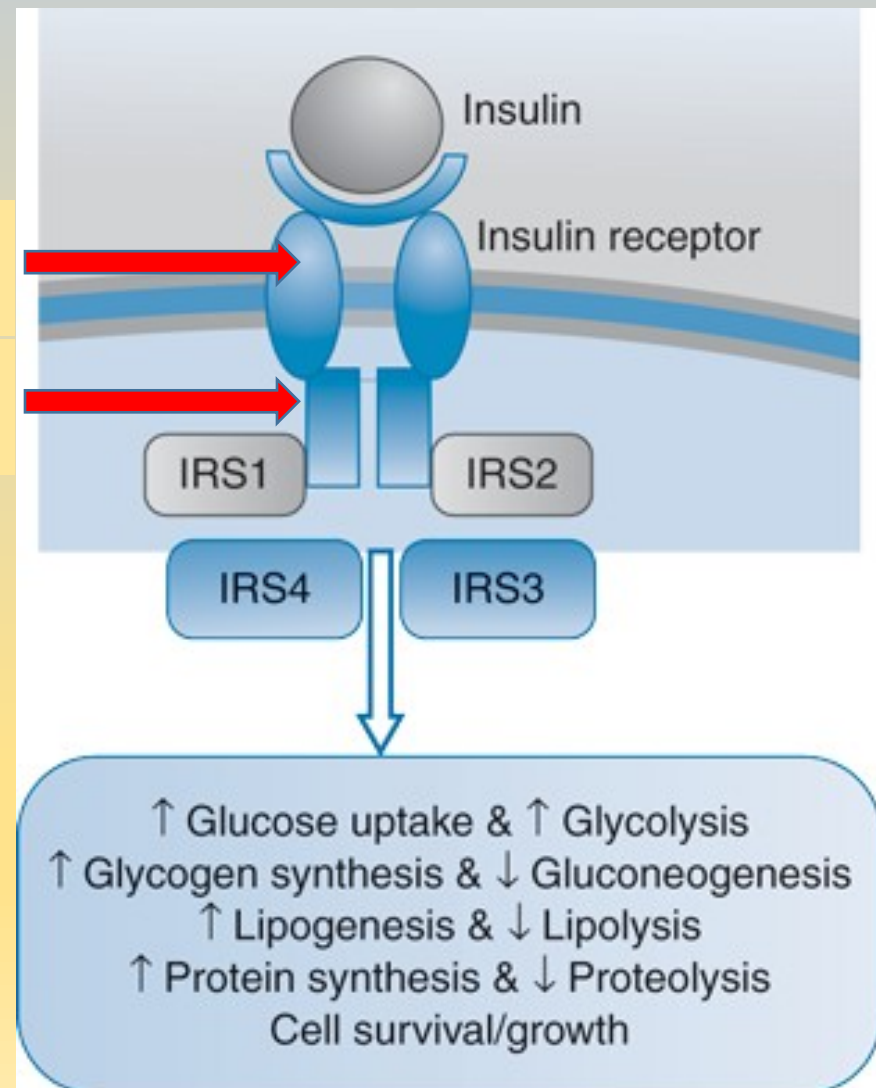 Insulin
Insulin receptor
IRS1
IRS2
IRS4
IRS3
↑ Glucose uptake & ↑ Glycolysis
↑ Glycogen synthesis & ↓ Gluconeogenesis
↑ Lipogenesis & ↓ Lipolysis
↑ Protein synthesis & ↓ Proteolysis
Cell survival/growth